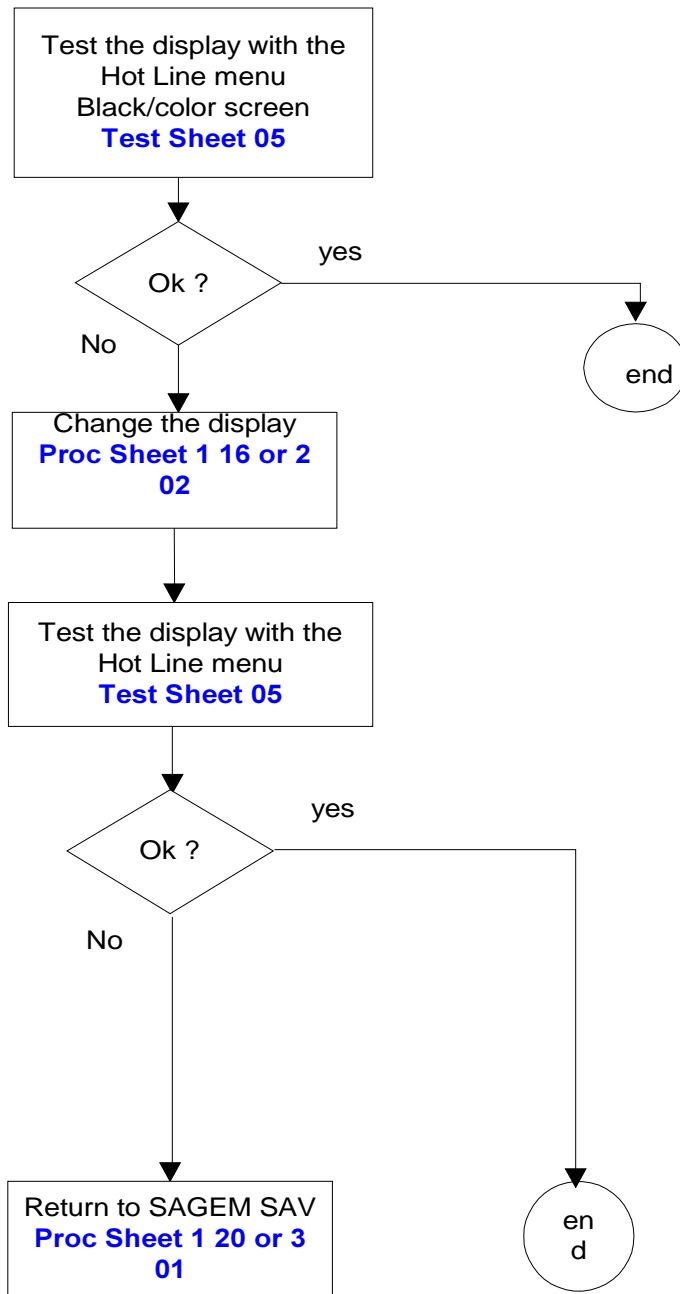 Test the display with the
Hot Line menu
Black/color screen
Test Sheet 05
yes
Ok ?
No
end
Change the display
Proc Sheet 1 16 or 2
02
Test the display with the
Hot Line menu
Test Sheet 05
yes
Ok ?
No
Return to SAGEM SAV
Proc Sheet 1 20 or 3
01
en
d